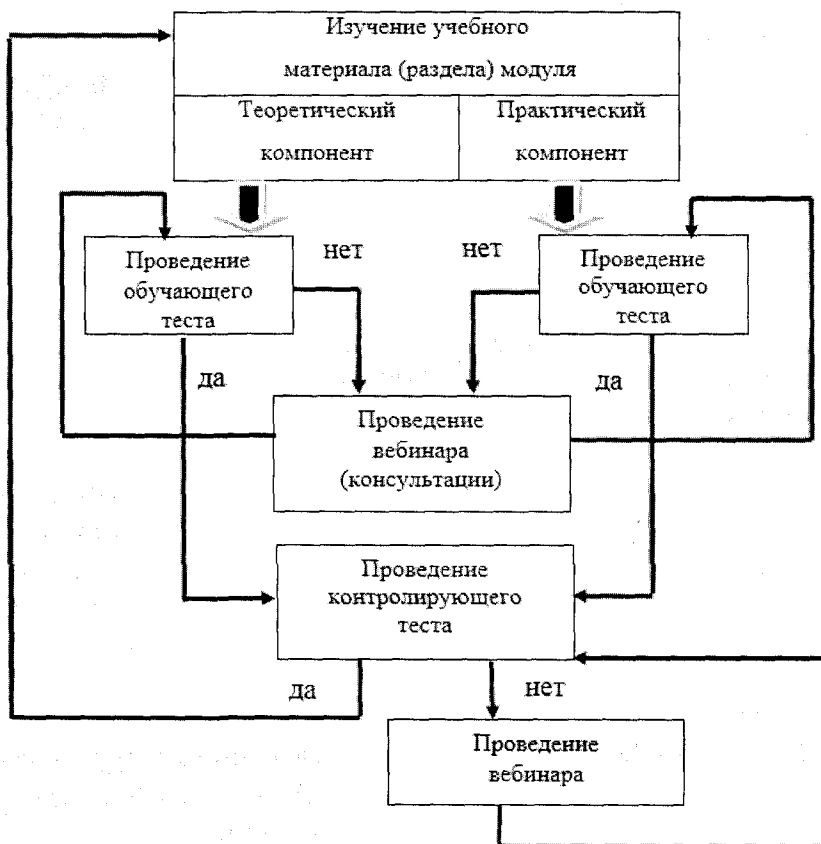 Изучение учебного
материала (раздела) модуля
Теоретический
компонент
Практический
компонент
Проведение
обучающего
теста
нет
нет
Проведение
обучающего
теста
да
да
Проведение
вебинара
(консультации)
Проведение
контролирующего
теста
да
нет
Проведение
вебинара